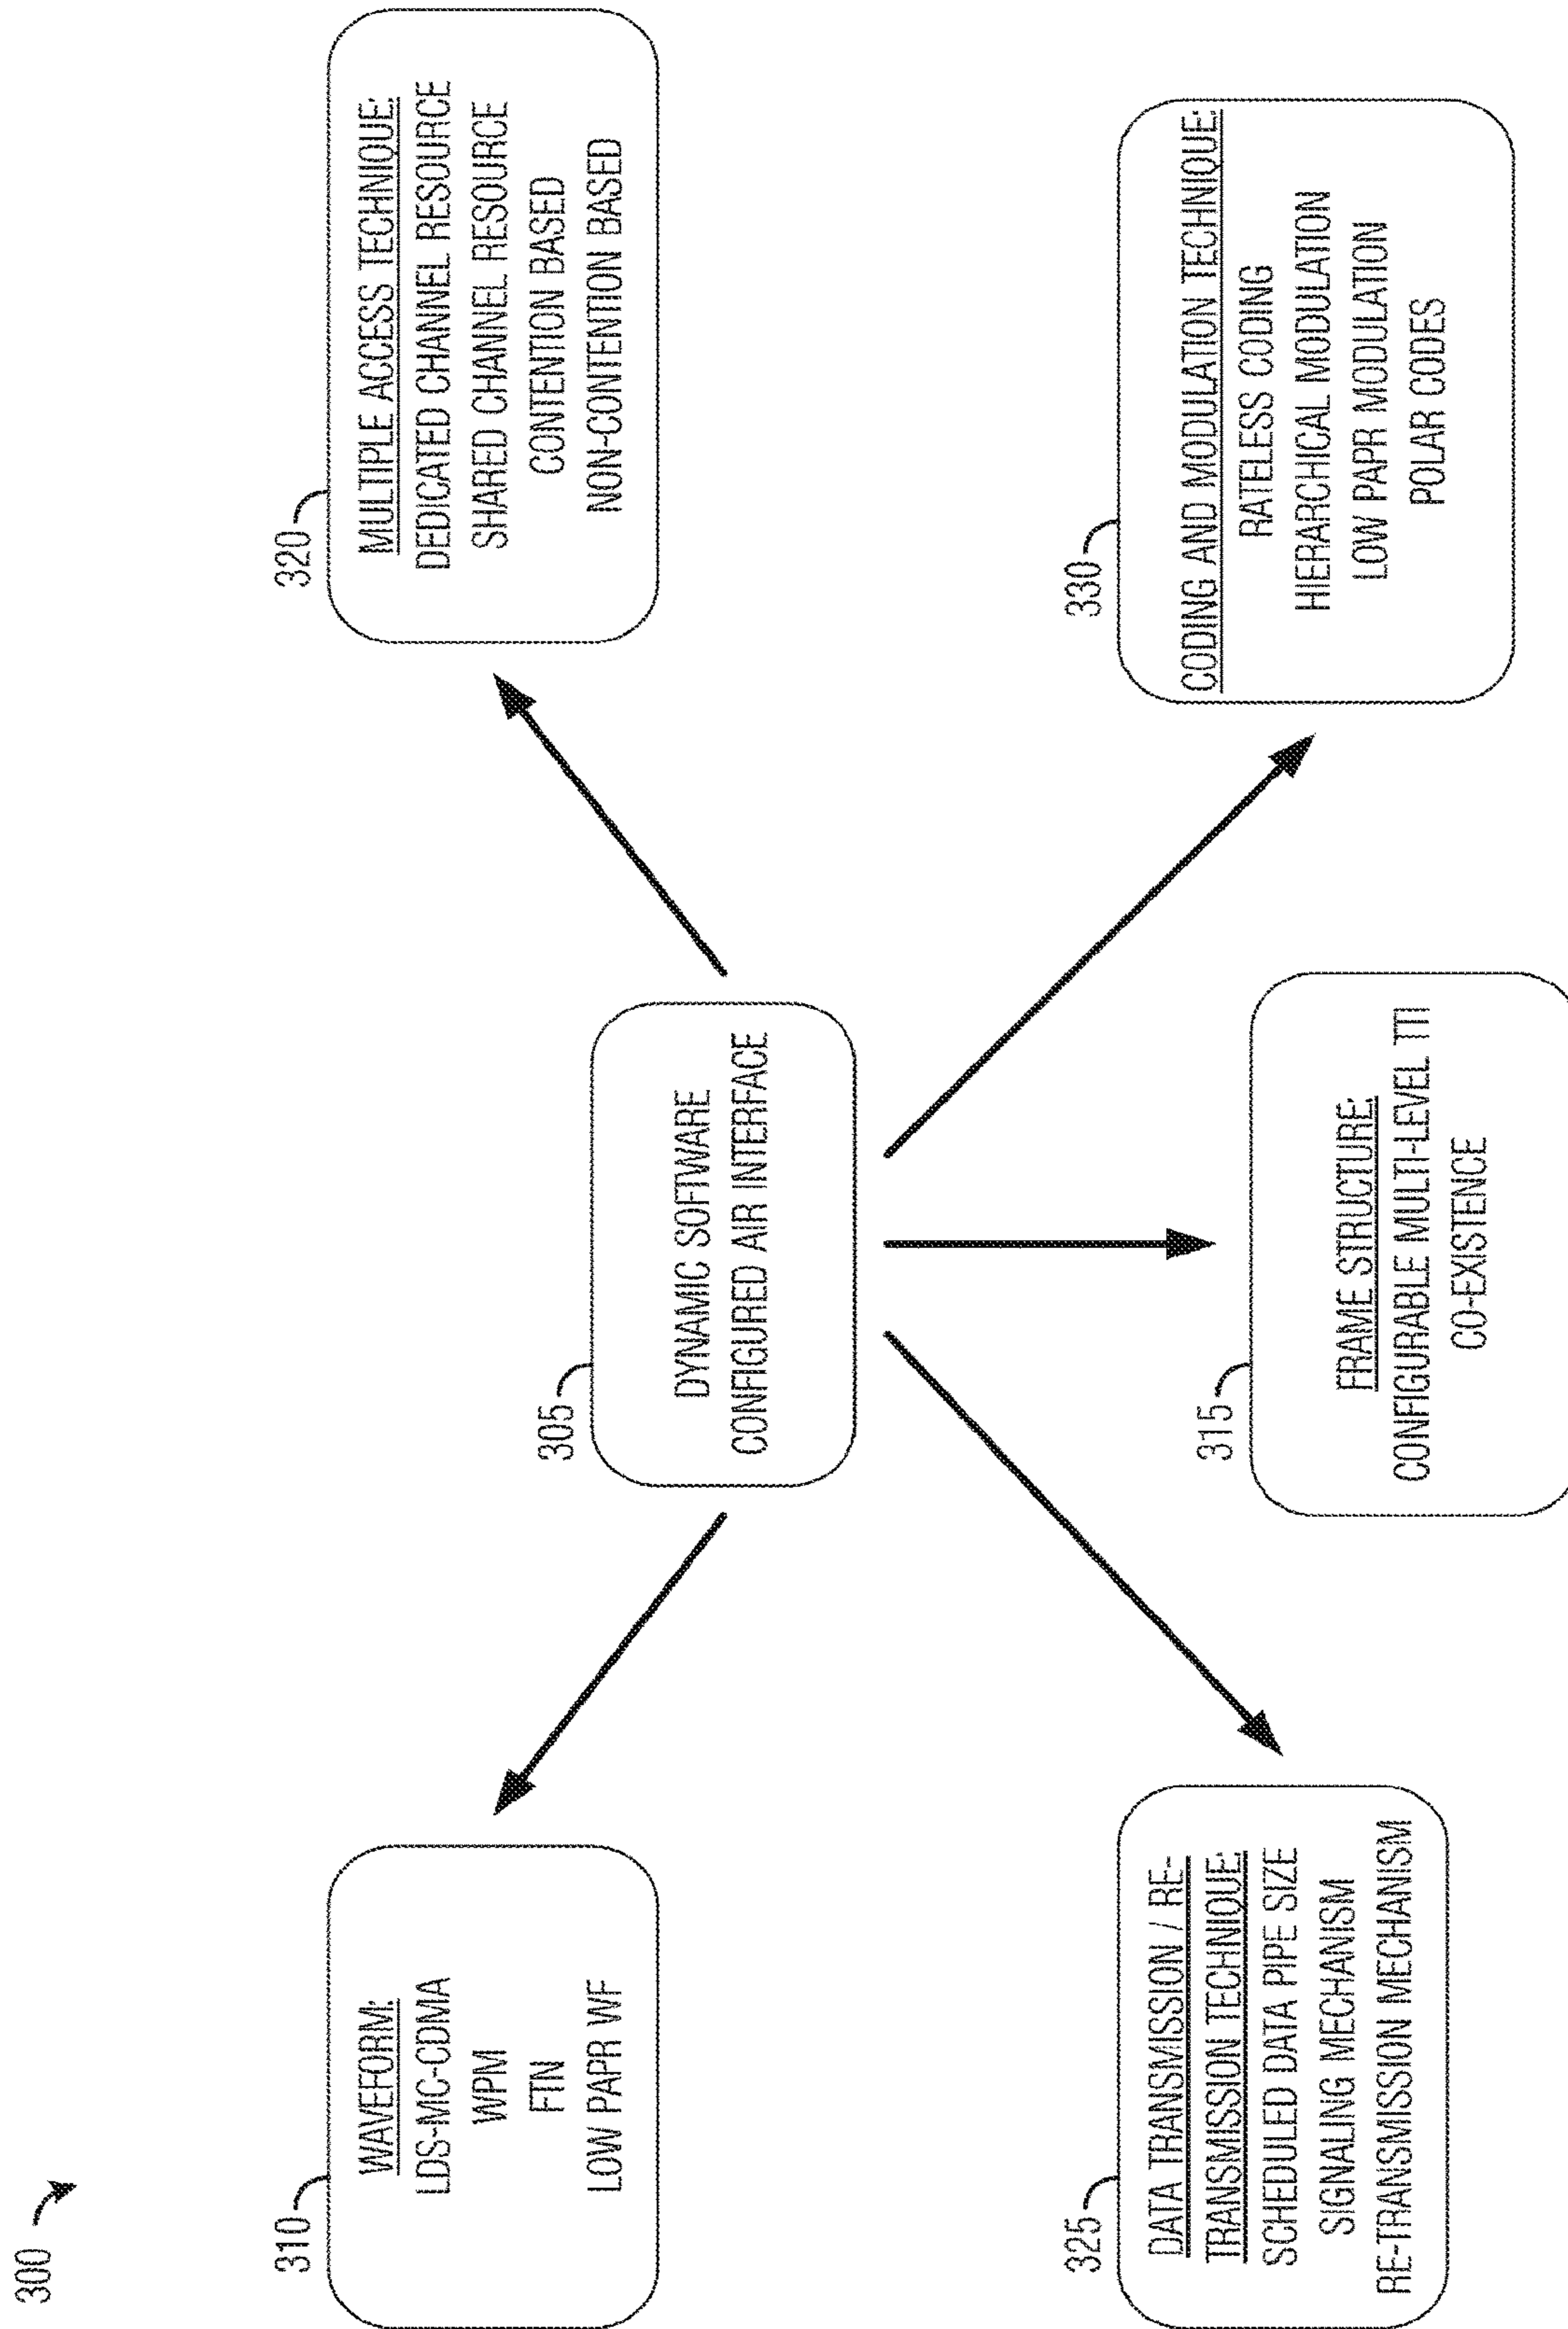 300
310
WAVEFORM:
LDS-MC-CDMA
WPM
FTN
LOW PAPR WF
320
MULTIPLE ACCESS TECHNIQUE:
DEDICATED CHANNEL RESOURCE
SHARED CHANNEL RESOURCE
CONTENTION BASED
NON-CONTENTION BASED
305
DYNAMIC SOFTWARE
CONFIGURED AIR INTERFACE
325
DATA TRANSMISSION / RE-
TRANSMISSION TECHNIQUE:
SCHEDULED DATA PIPE SIZE
SIGNALING MECHANISM
RE-TRANSMISSION MECHANISM
315
FRAME STRUCTURE:
CONFIGURABLE MULTI-LEVEL TTI
CO-EXISTENCE
330
CODING AND MODULATION TECHNIQUE:
RATELESS CODING
HIERARCHICAL MODULATION
LOW PAPR MODULATION
POLAR CODES